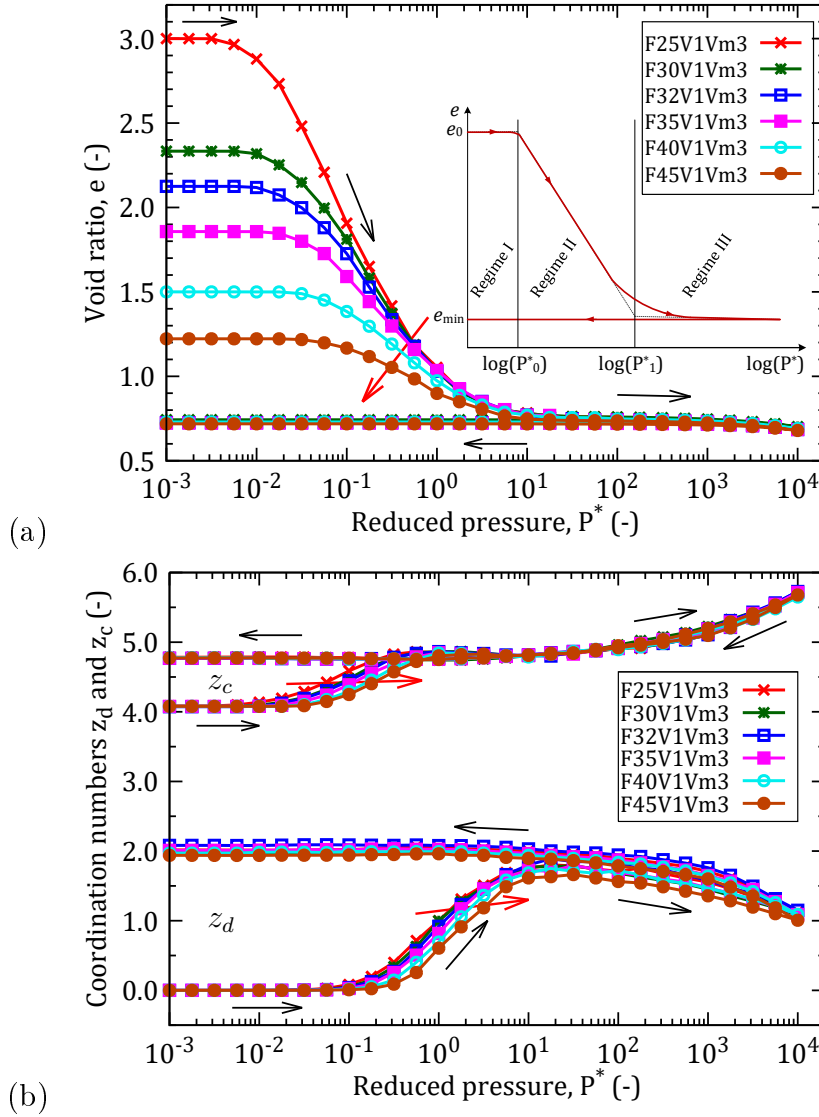 3.0
2.5
2.0
1.5
1.0
0.5
Void ratio, e (-)
F25V1Vm3
F30V1Vm3
F32V1Vm3
F35V1Vm3
F40V1Vm3
F45V1Vm3
e
e₀
eₘᵢₙ
Regime I
Regime II
Regime III
log(P*₀)
log(P*₁)
log(P*)
10⁻³ 10⁻² 10⁻¹ 10⁰ 10¹ 10² 10³ 10⁴
Reduced pressure, P* (-)
(a)
6.0
5.0
4.0
3.0
2.0
1.0
0.0
Coordination numbers z_d and z_c (-)
z_c
z_d
F25V1Vm3
F30V1Vm3
F32V1Vm3
F35V1Vm3
F40V1Vm3
F45V1Vm3
10⁻³ 10⁻² 10⁻¹ 10⁰ 10¹ 10² 10³ 10⁴
Reduced pressure, P* (-)
(b)